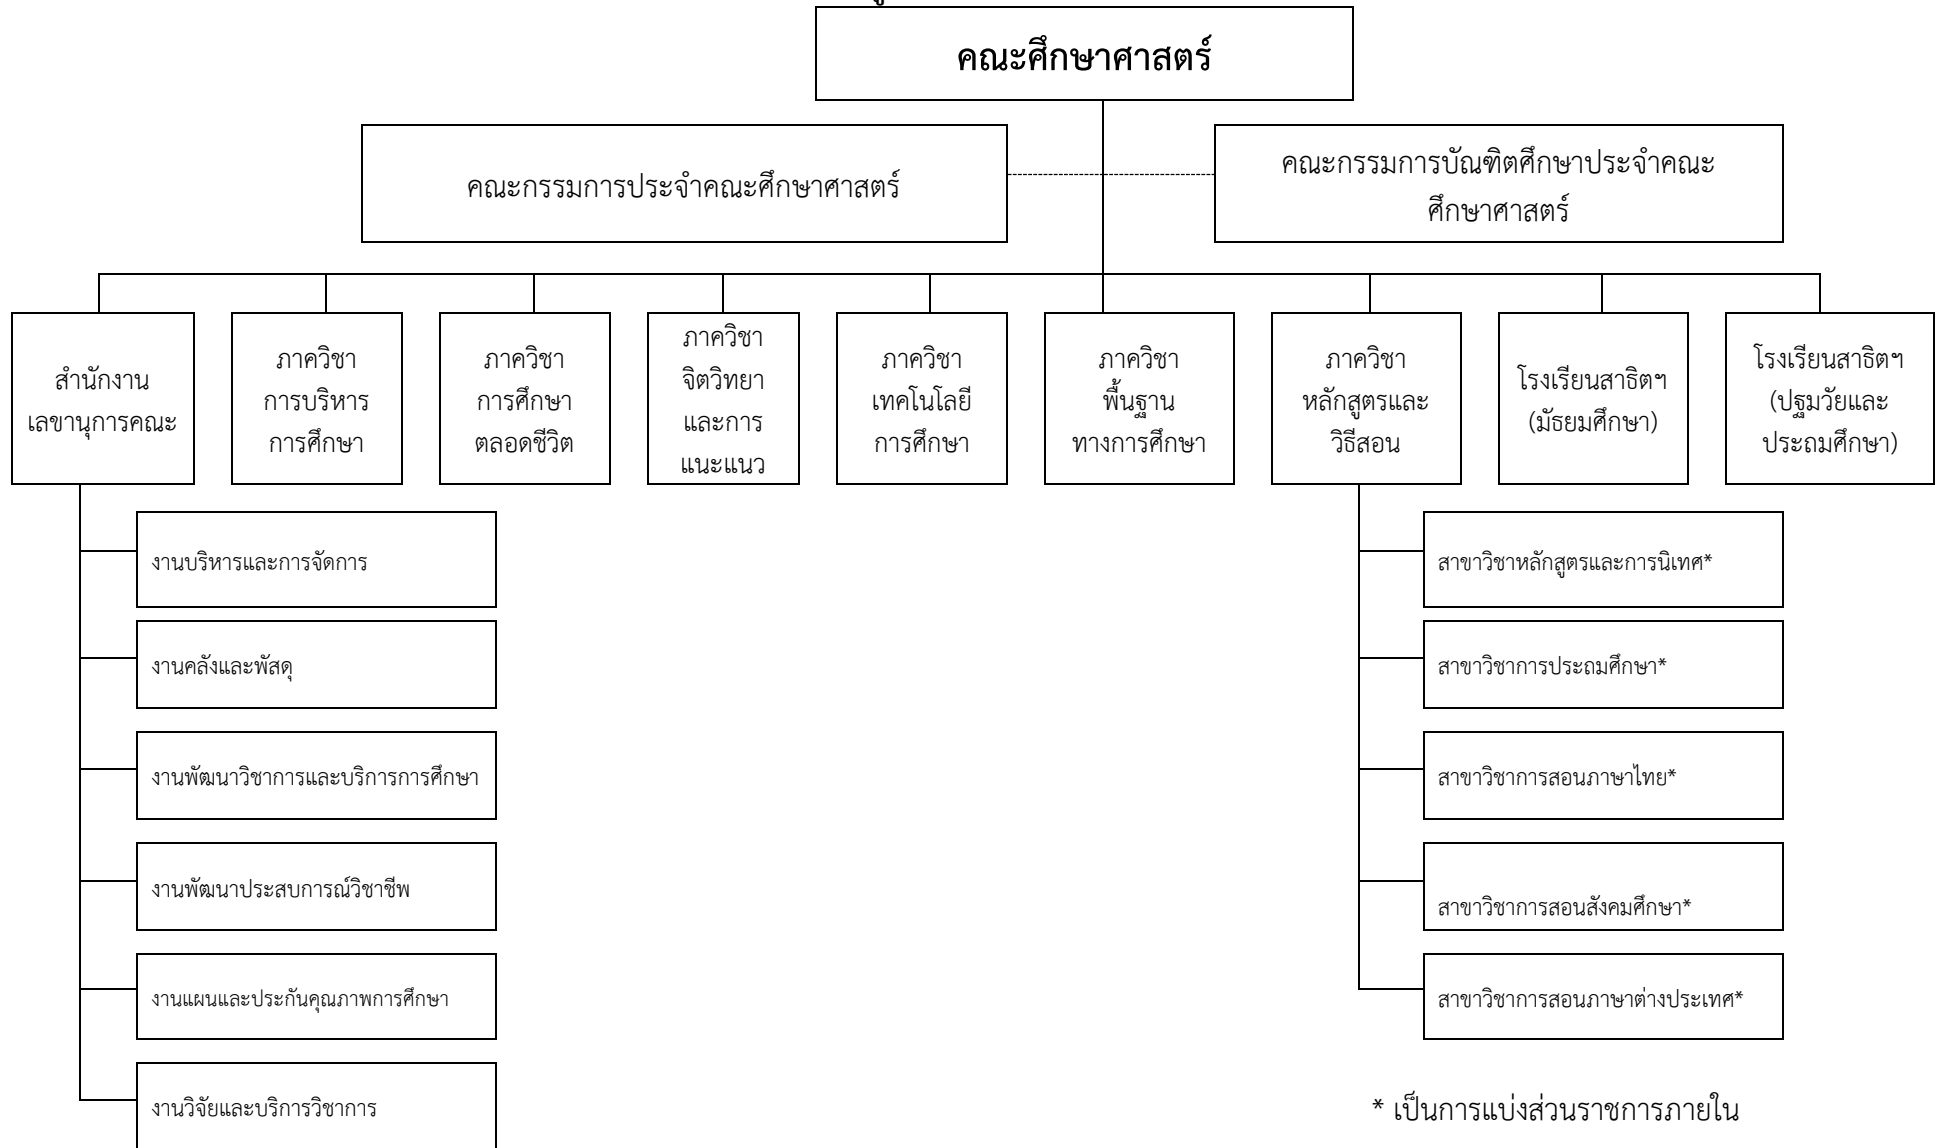 คณะศึกษาศาสตร์
คณะกรรมการประจำคณะศึกษาศาสตร์
คณะกรรมการบัณฑิตศึกษาประจำคณะ
ศึกษาศาสตร์
สำนักงาน
เลขานุการคณะ
ภาควิชา
การบริหาร
การศึกษา
ภาควิชา
การศึกษา
ตลอดชีวิต
ภาควิชา
จิตวิทยา
และการ
แนะแนว
ภาควิชา
เทคโนโลยี
การศึกษา
ภาควิชา
พื้นฐาน
ทางการศึกษา
ภาควิชา
หลักสูตรและ
วิธีสอน
โรงเรียนสาธิตฯ
(มัธยมศึกษา)
โรงเรียนสาธิตฯ
(ปฐมวัยและ
ประถมศึกษา)
งานบริหารและการจัดการ
งานคลังและพัสดุ
งานพัฒนาวิชาการและบริการการศึกษา
งานพัฒนาประสบการณ์วิชาชีพ
งานแผนและประกันคุณภาพการศึกษา
งานวิจัยและบริการวิชาการ
สาขาวิชาหลักสูตรและการนิเทศ*
สาขาวิชาการประถมศึกษา*
สาขาวิชาการสอนภาษาไทย*
สาขาวิชาการสอนสังคมศึกษา*
สาขาวิชาการสอนภาษาต่างประเทศ*
* เป็นการแบ่งส่วนราชการภายใน